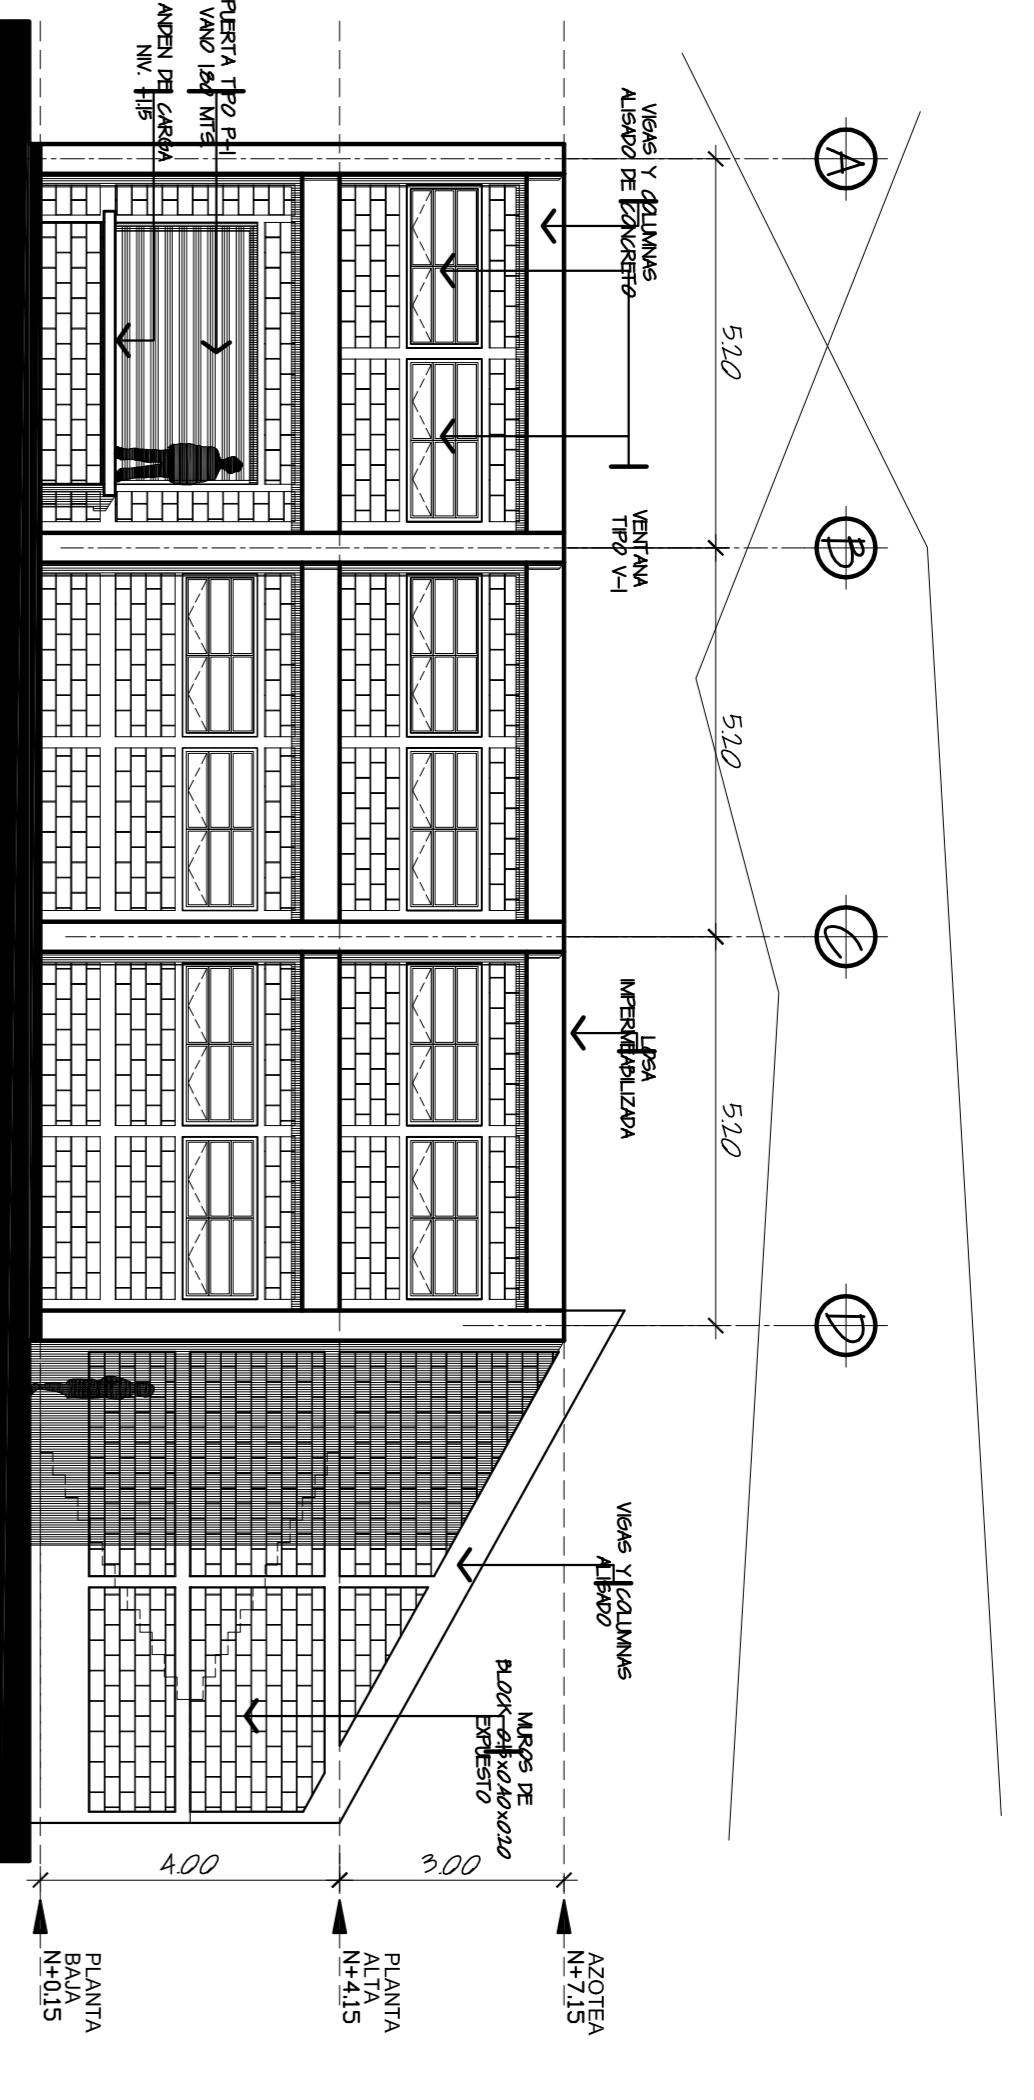 A
B
C
D
5.20
5.20
5.20
VIGAS Y COLUMNAS
ALISADO DE CONCRETO
VENTANA
TIPO V-1
LOSA
IMPERMEABILIZADA
VIGAS Y COLUMNAS
ALISADO
MUROS DE
BLOCK 0.15x0.40x0.20
EXPUESTO
PUERTA TIPO P-1
VANO 1.80 MTS.
ANDEN DE CARGA
NIV. +1.15
3.00
4.00
AZOTEA
N+7.15
PLANTA
ALTA
N+4.15
PLANTA
BAJA
N+0.15